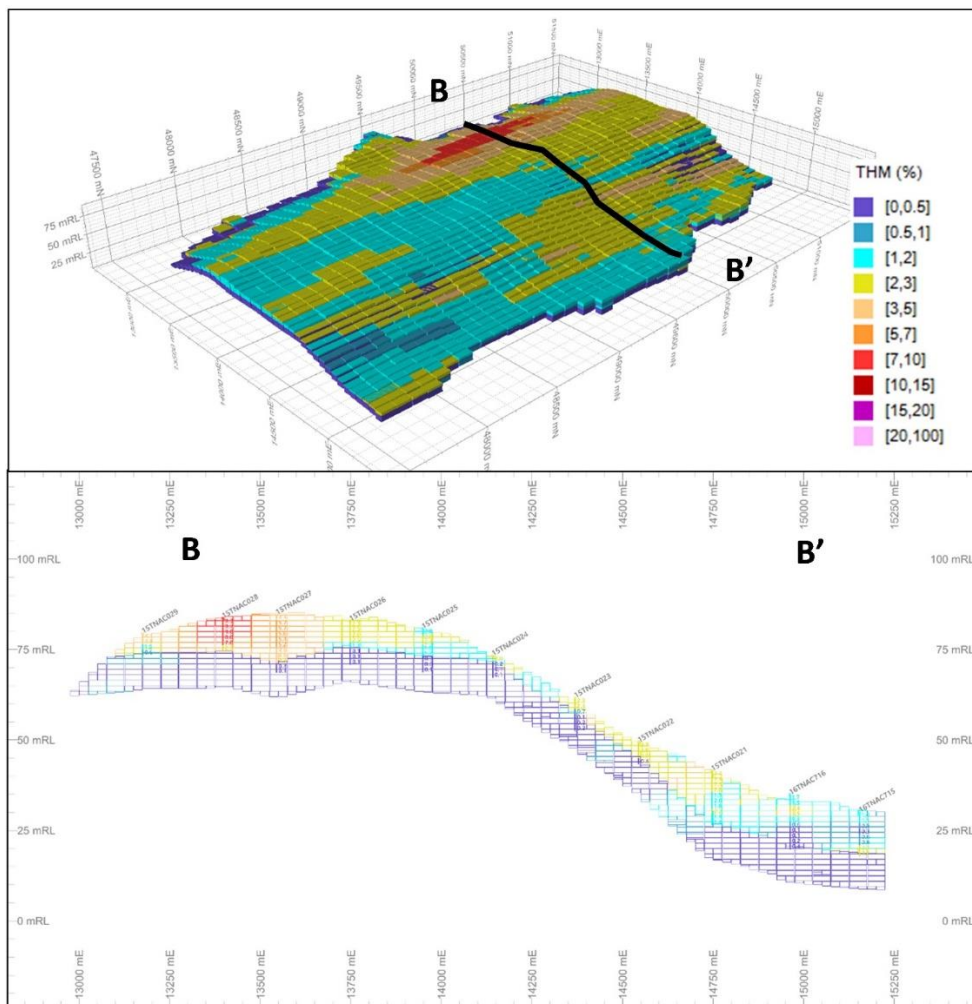 B
B'
47500 mN
48000 mN
48500 mN
49000 mN
49500 mN
50000 mN
50500 mN
51000 mN
13000 mE
13500 mE
14000 mE
14500 mE
15000 mE
75 mRL
50 mRL
25 mRL
THM (%)
[0,0.5]
[0.5,1]
[1,2]
[2,3]
[3,5]
[5,7]
[7,10]
[10,15]
[15,20]
[20,100]
13000 mE
13250 mE
13500 mE
13750 mE
14000 mE
14250 mE
14500 mE
14750 mE
15000 mE
15250 mE
B
B’
100 mRL
100 mRL
15TNAC029
15TNAC028
15TNAC027
15TNAC026
15TNAC025
15TNAC024
15TNAC023
15TNAC022
15TNAC021
16TNAC716
16TNAC715
75 mRL
75 mRL
50 mRL
50 mRL
25 mRL
25 mRL
0 mRL
0 mRL
13000 mE
13250 mE
13500 mE
13750 mE
14000 mE
14250 mE
14500 mE
14750 mE
15000 mE
15250 mE